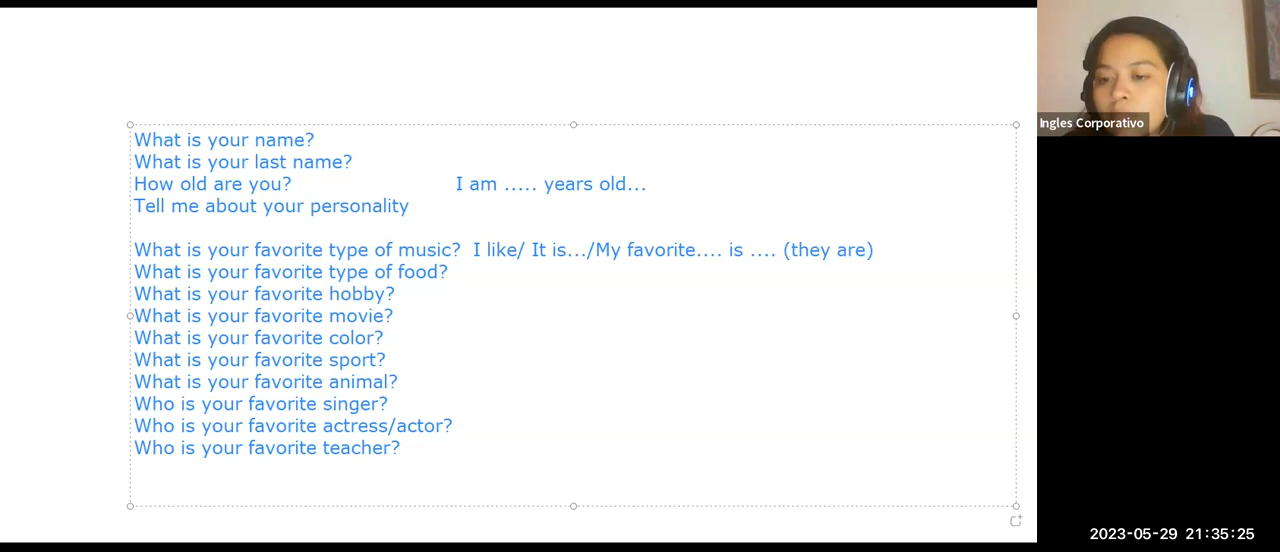 What is your name?
What is your last name?
How old are you? I am ..... years old...
Tell me about your personality
What is your favorite type of music? I like/ It is.../My favorite.... is .... (they are)
What is your favorite type of food?
What is your favorite hobby?
What is your favorite movie?
What is your favorite color?
What is your favorite sport?
What is your favorite animal?
Who is your favorite singer?
Who is your favorite actress/actor?
Who is your favorite teacher?
Ingles Corporativo
2023-05-29 21:35:25